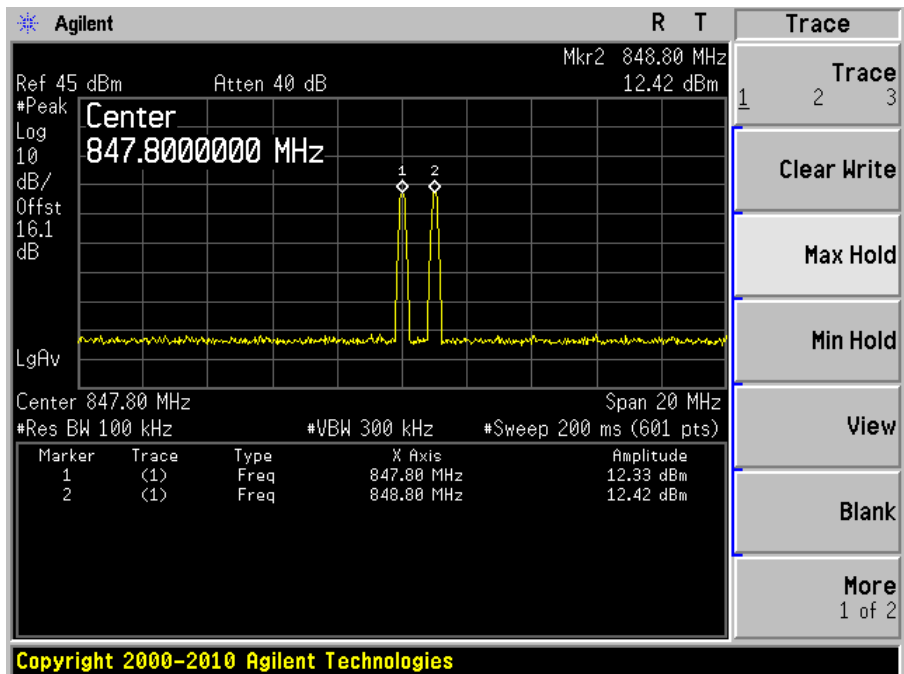 Agilent R T Trace
Mkr2 848.80 MHz
Ref 45 dBm Atten 40 dB 12.42 dBm
#Peak
Log
10
dB/
Offst
16.1
dB
LgAv
Center
847.8000000 MHz
1 2
Center 847.80 MHz Span 20 MHz
#Res BW 100 kHz #VBW 300 kHz #Sweep 200 ms (601 pts)
Marker Trace Type X Axis Amplitude
1 (1) Freq 847.80 MHz 12.33 dBm
2 (1) Freq 848.80 MHz 12.42 dBm
Trace
1 2 3
Clear Write
Max Hold
Min Hold
View
Blank
More
1 of 2
Copyright 2000-2010 Agilent Technologies